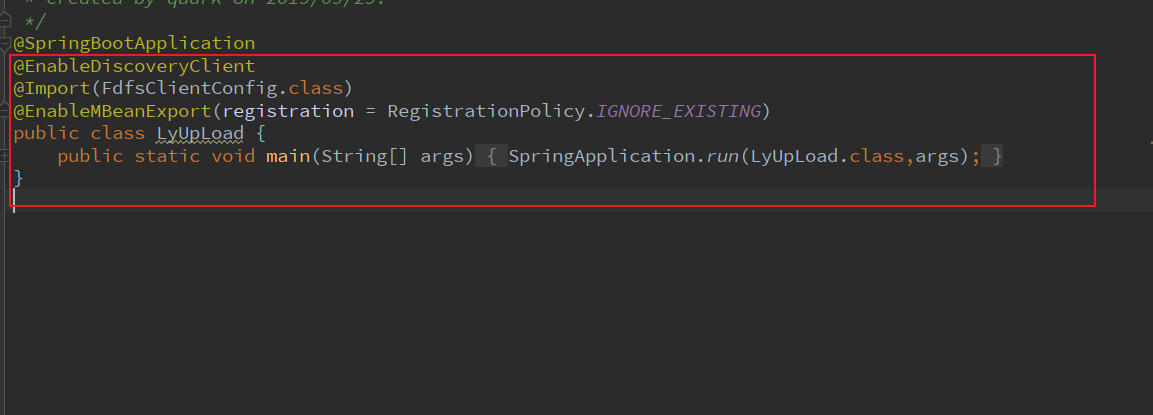 * Created by quark on 2019/05/29.
*/
@SpringBootApplication
@EnableDiscoveryClient
@Import(FdfsClientConfig.class)
@EnableMBeanExport(registration = RegistrationPolicy.IGNORE_EXISTING)
public class LyUpLoad {
    public static void main(String[] args) { SpringApplication.run(LyUpLoad.class,args); }
}